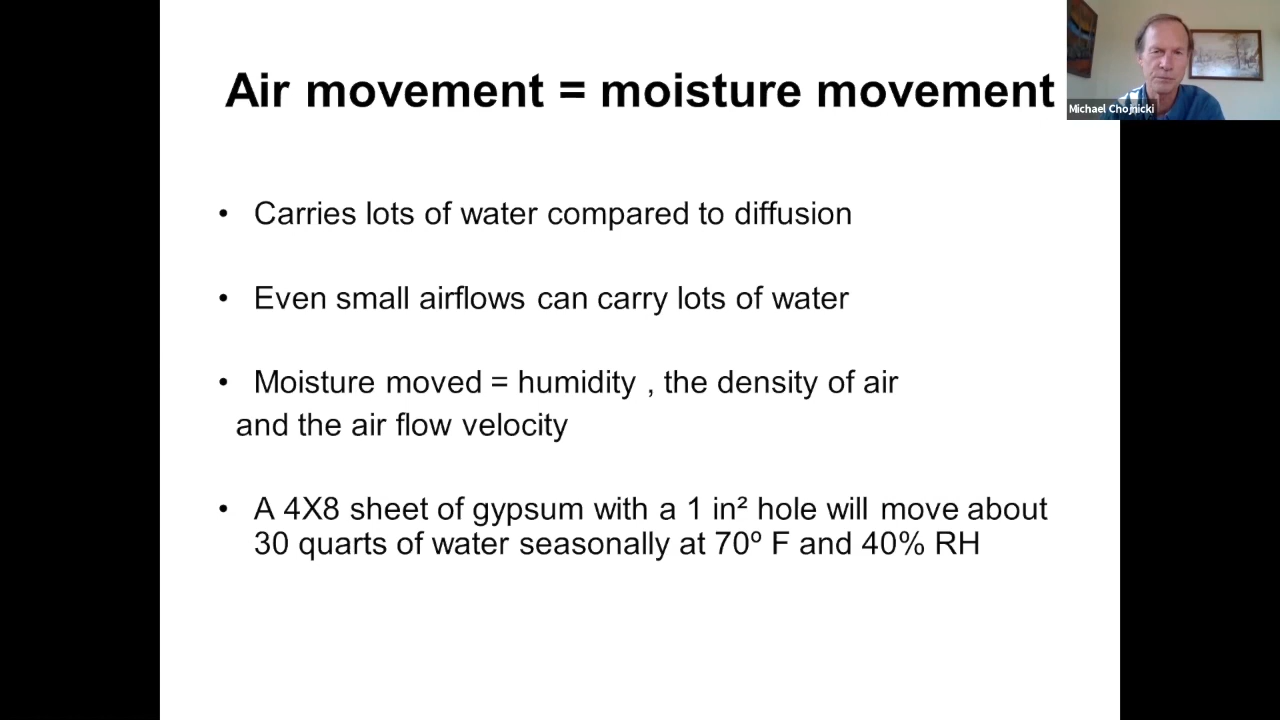 Air movement = moisture movement
Michael Chojnicki
• Carries lots of water compared to diffusion
• Even small airflows can carry lots of water
• Moisture moved = humidity , the density of air
and the air flow velocity
• A 4X8 sheet of gypsum with a 1 in² hole will move about
30 quarts of water seasonally at 70º F and 40% RH